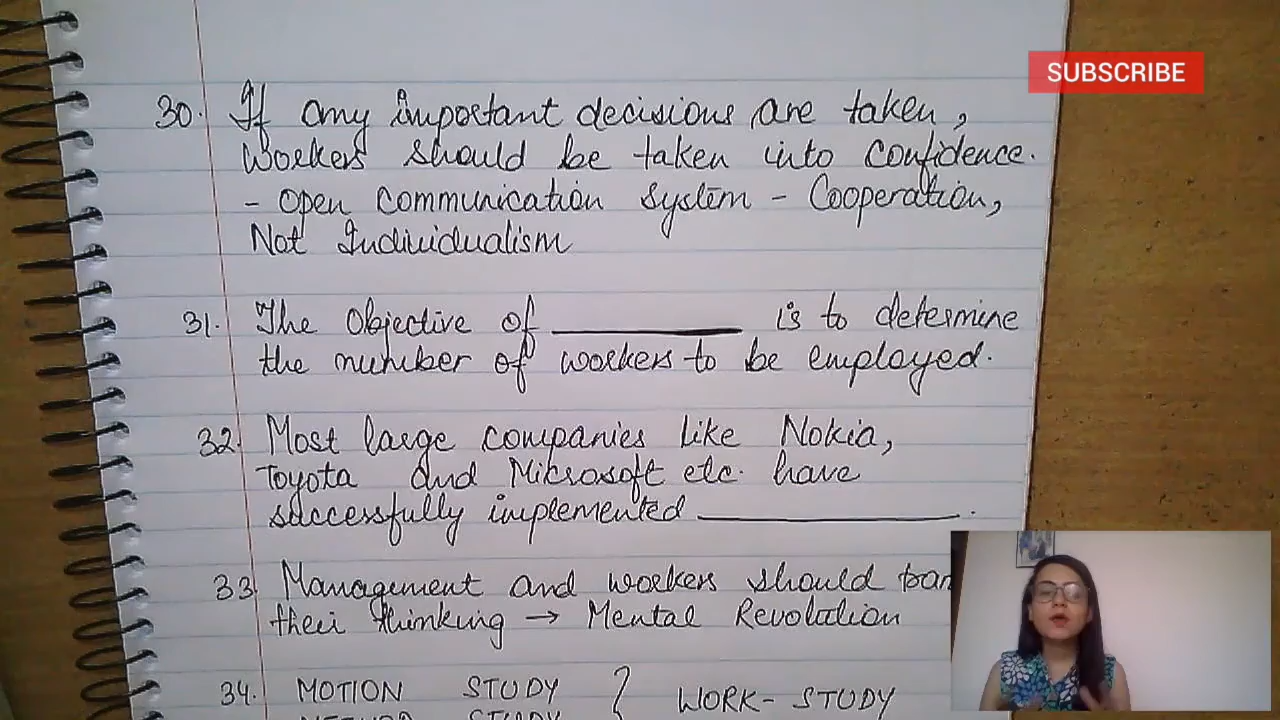 SUBSCRIBE
30. If any important decisions are taken,
workers should be taken into confidence.
- Open communication system - Cooperation,
Not Individualism
31. The Objective of ____________ is to determine
the number of workers to be employed.
32. Most large companies like Nokia,
Toyota and Microsoft etc. have
successfully implemented ________________.
33. Management and workers should tran
their thinking → Mental Revolution
34. MOTION STUDY } WORK-STUDY